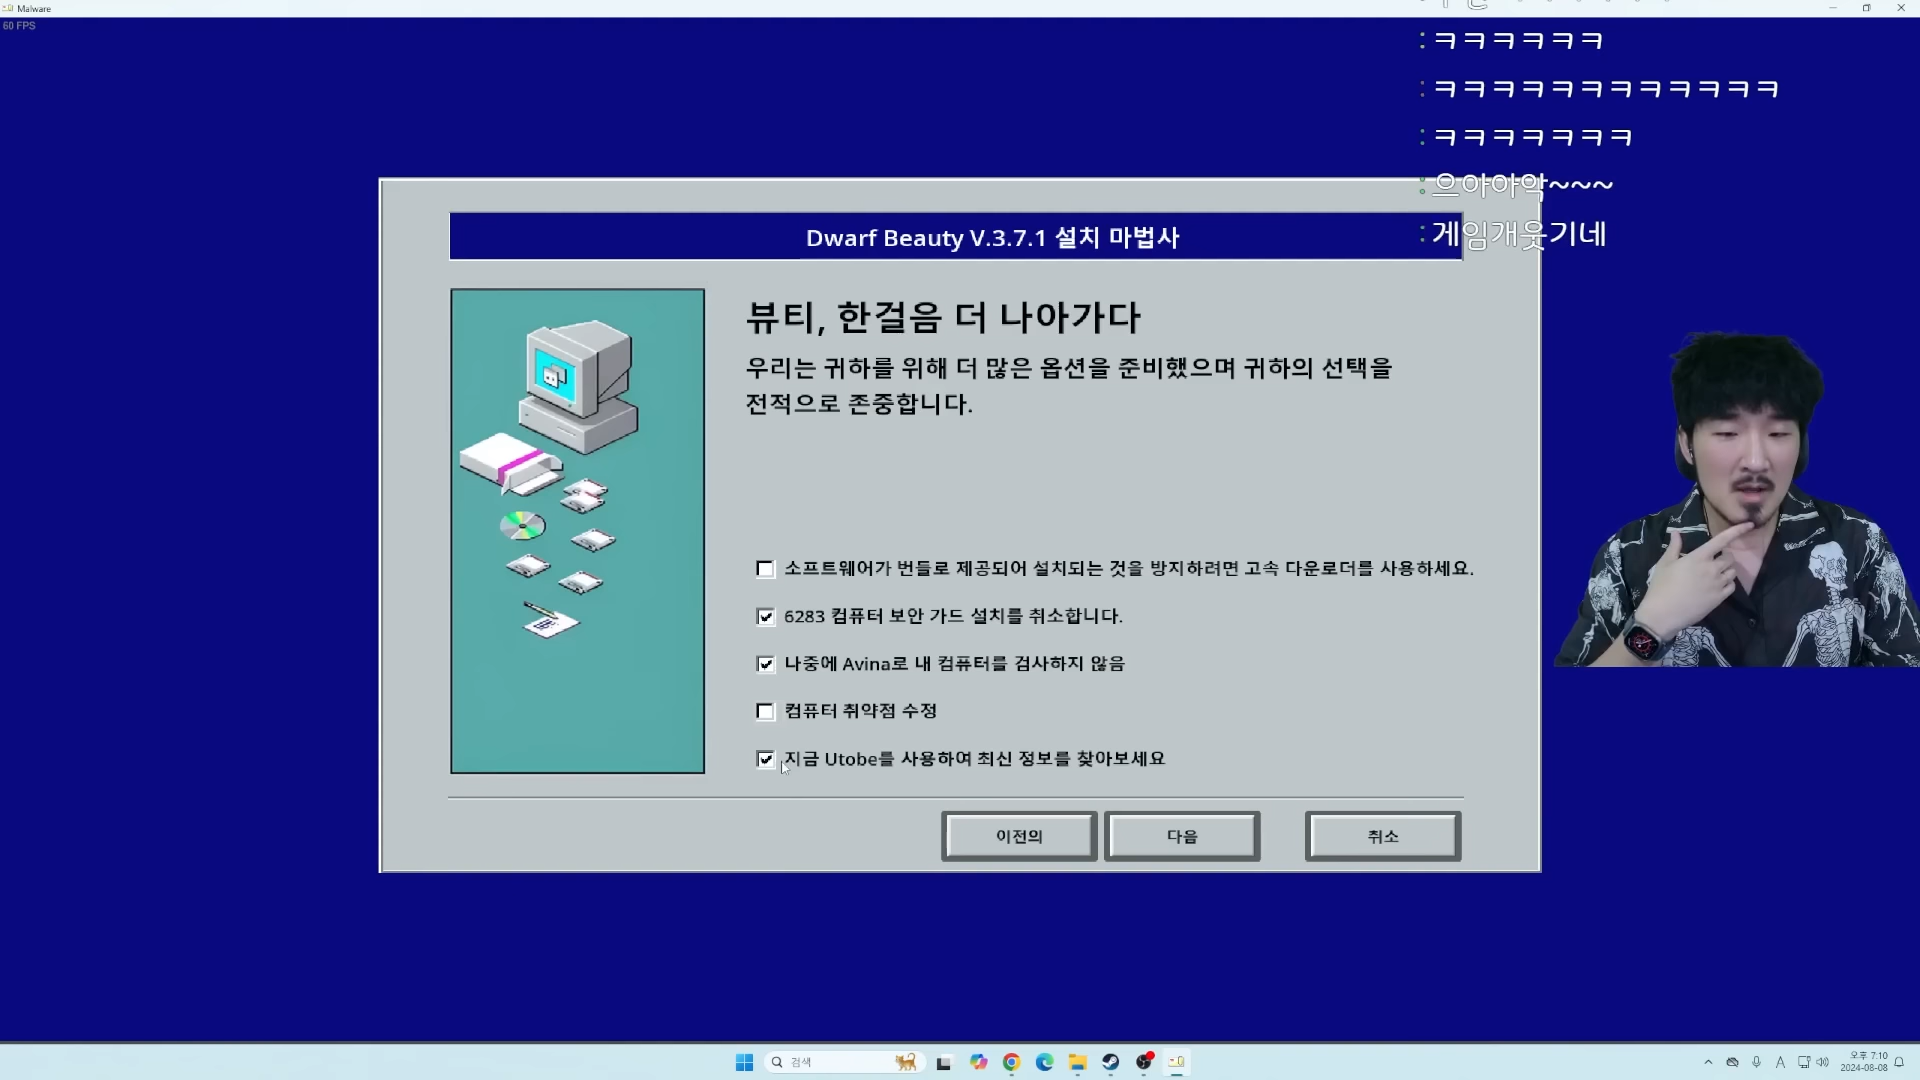 Malware
60 FPS
: ㅋㅋㅋㅋㅋㅋ
: ㅋㅋㅋㅋㅋㅋㅋㅋㅋㅋㅋㅋ
: ㅋㅋㅋㅋㅋㅋㅋ
: 으아아악~~~
: 게임개웃기네
Dwarf Beauty V.3.7.1 설치 마법사
뷰티, 한걸음 더 나아가다
우리는 귀하를 위해 더 많은 옵션을 준비했으며 귀하의 선택을
전적으로 존중합니다.
소프트웨어가 번들로 제공되어 설치되는 것을 방지하려면 고속 다운로더를 사용하세요.
6283 컴퓨터 보안 가드 설치를 취소합니다.
나중에 Avina로 내 컴퓨터를 검사하지 않음
컴퓨터 취약점 수정
지금 Utobe를 사용하여 최신 정보를 찾아보세요
이전의
다음
취소
검색
A
오후 7:10
2024-08-08